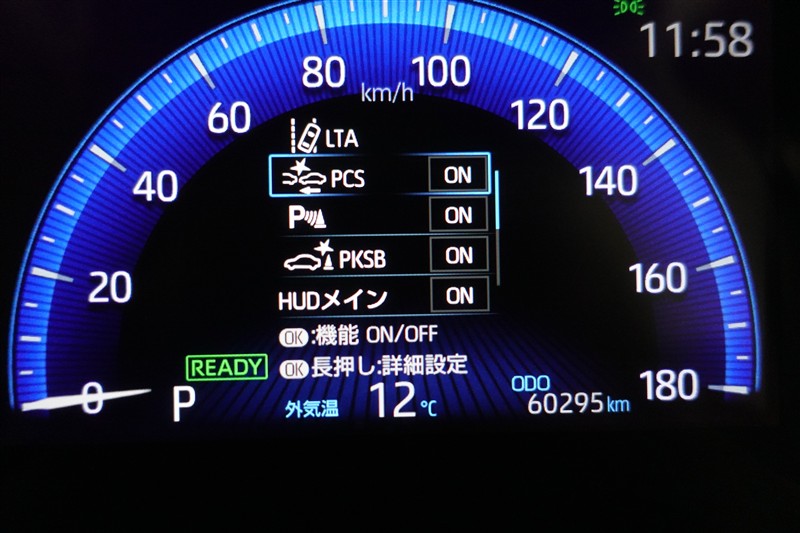 11:58
80 100
km/h
60 120
LTA
40 140
PCS ON
P ON
PKSB ON
20 160
HUDメイン ON
OK:機能 ON/OFF
READY OK長押し:詳細設定
0 P 外気温 12℃ ODO 60295km 180